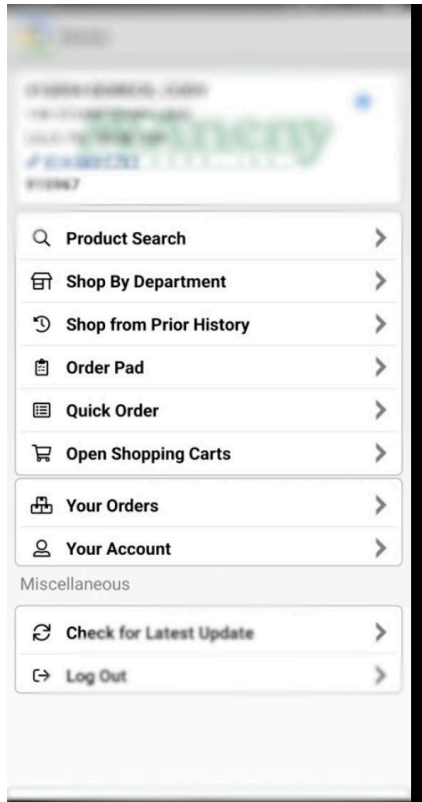 Product Search
Shop By Department
Shop from Prior History
Order Pad
Quick Order
Open Shopping Carts
Your Orders
Your Account
Miscellaneous
Check for Latest Update
Log Out